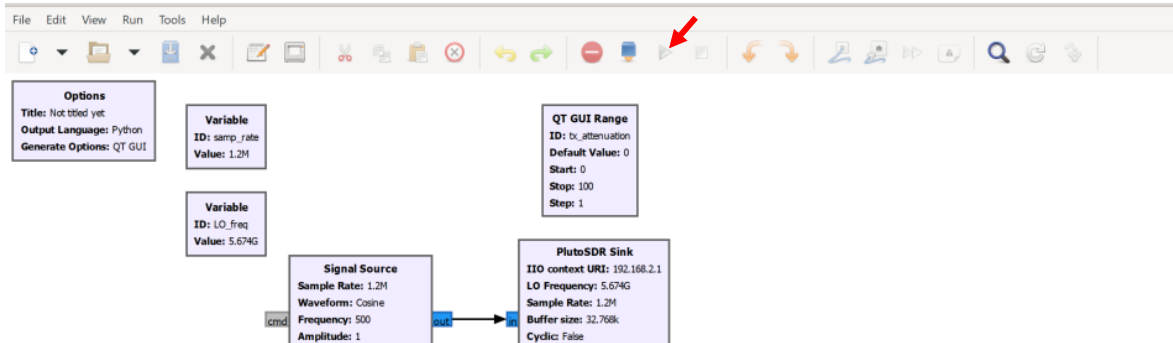 File Edit View Run Tools Help
Options
Title: Not titled yet
Output Language: Python
Generate Options: QT GUI
Variable
ID: samp_rate
Value: 1.2M
Variable
ID: LO_freq
Value: 5.674G
QT GUI Range
ID: tx_attenuation
Default Value: 0
Start: 0
Stop: 100
Step: 1
Signal Source
Sample Rate: 1.2M
Waveform: Cosine
cmd
Frequency: 500
out
Amplitude: 1
PlutoSDR Sink
IIO context URI: 192.168.2.1
LO Frequency: 5.674G
Sample Rate: 1.2M
in
Buffer size: 32.768k
Cyclic: False